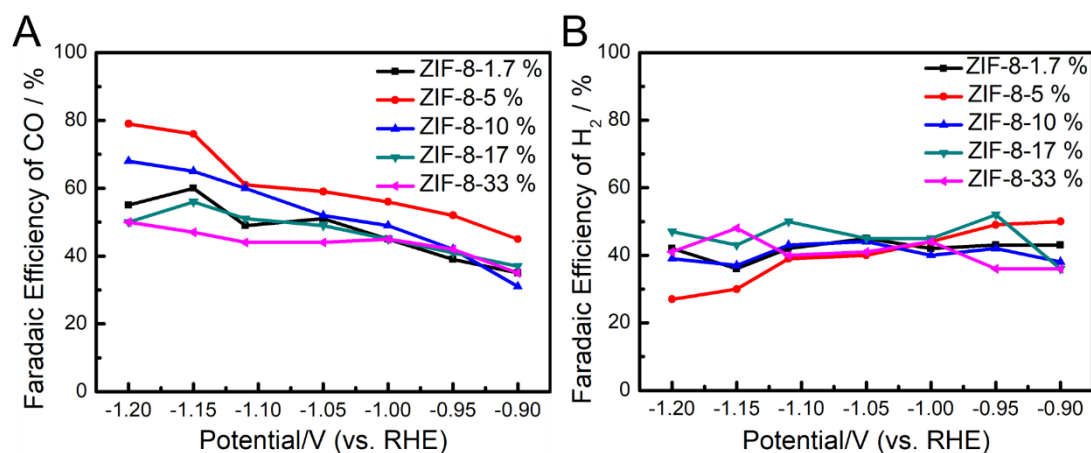 A
Faradaic Efficiency of CO / %
100
80
60
40
20
0
ZIF-8-1.7 %
ZIF-8-5 %
ZIF-8-10 %
ZIF-8-17 %
ZIF-8-33 %
-1.20 -1.15 -1.10 -1.05 -1.00 -0.95 -0.90
Potential/V (vs. RHE)
B
Faradaic Efficiency of H₂ / %
100
80
60
40
20
0
ZIF-8-1.7 %
ZIF-8-5 %
ZIF-8-10 %
ZIF-8-17 %
ZIF-8-33 %
-1.20 -1.15 -1.10 -1.05 -1.00 -0.95 -0.90
Potential/V (vs. RHE)